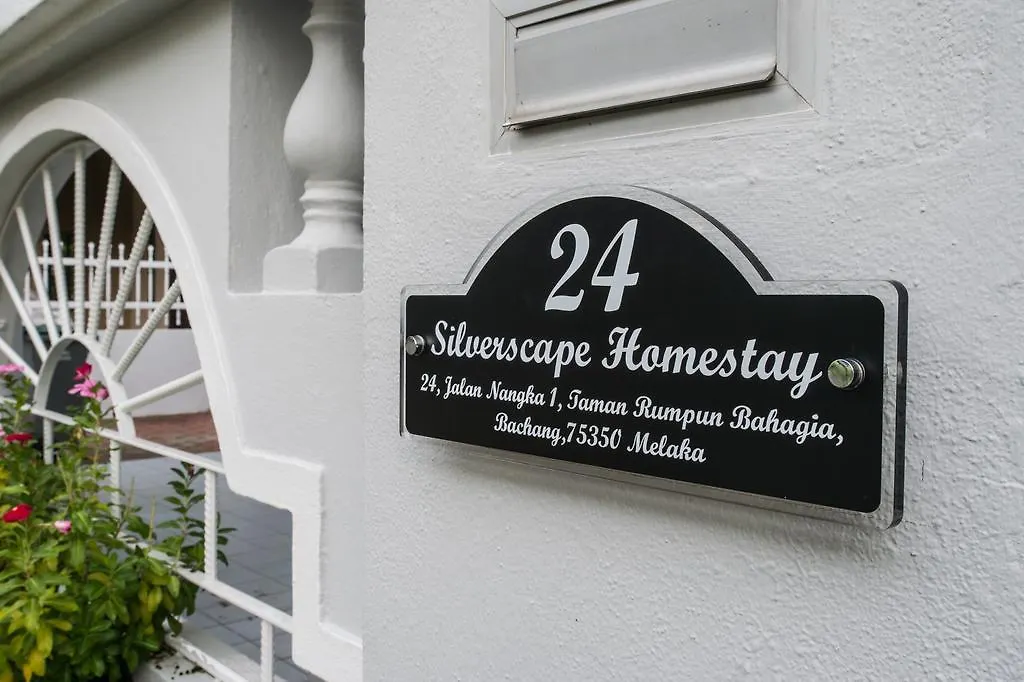 24
Silverscape Homestay
24, Jalan Nangka 1, Taman Rumpun Bahagia,
Bachang,75350 Melaka